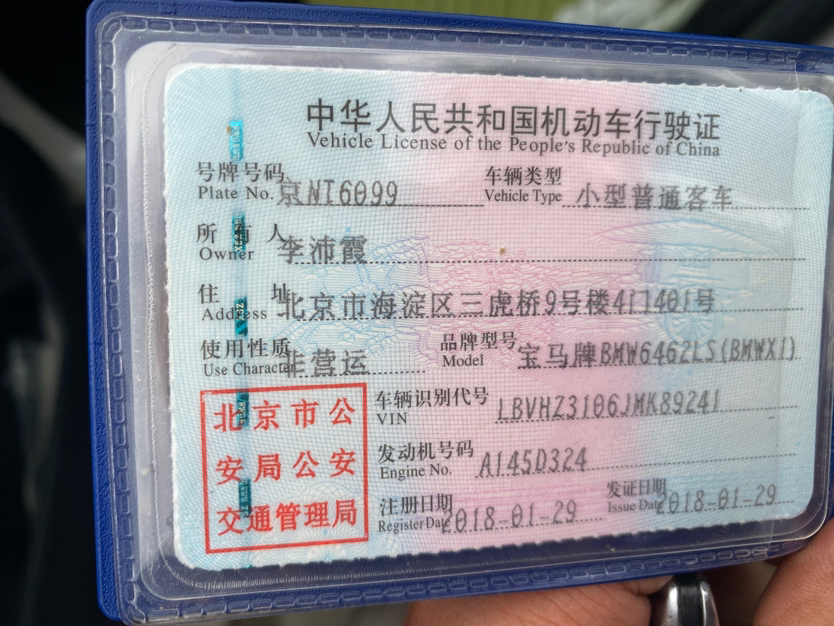 中华人民共和国机动车行驶证
Vehicle License of the People's Republic of China
号牌号码 京NT6099 车辆类型 小型普通客车
Plate No. Vehicle Type
所有人 李沛霞
Owner
住址 北京市海淀区三虎桥9号楼4门1401号
Address
使用性质 非营运 品牌型号 宝马牌BMW6462LS(BMWX1)
Use Character Model
车辆识别代号 LBVHZ3106JMK89241
VIN
发动机号码 A145D324
Engine No.
注册日期 2018-01-29 发证日期 2018-01-29
Register Date Issue Date
北京市公
安局公安
交通管理局